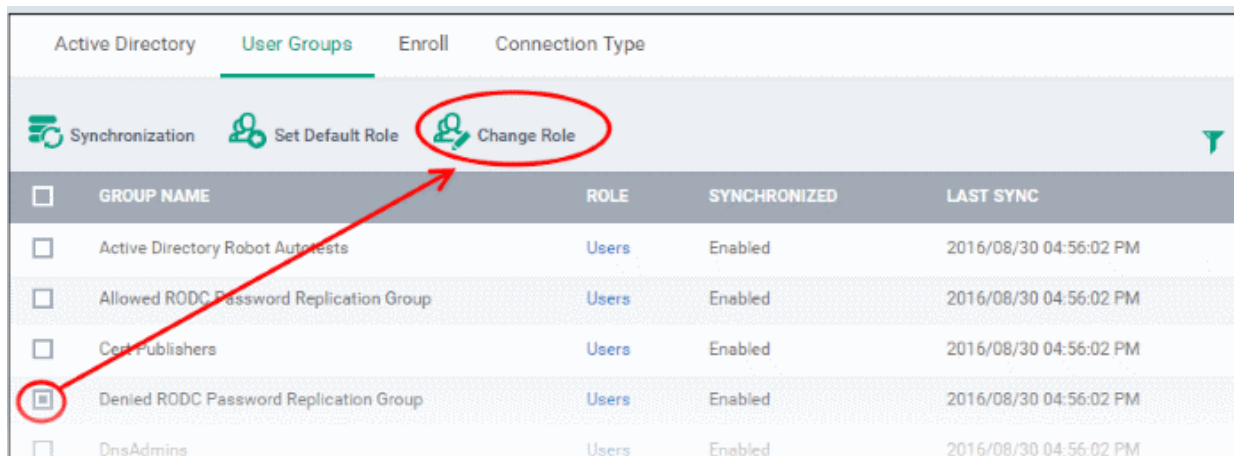 Active Directory User Groups Enroll Connection Type
Synchronization Set Default Role Change Role
GROUP NAME ROLE SYNCHRONIZED LAST SYNC
Active Directory Robot Autotests Users Enabled 2016/08/30 04:56:02 PM
Allowed RODC Password Replication Group Users Enabled 2016/08/30 04:56:02 PM
Cert Publishers Users Enabled 2016/08/30 04:56:02 PM
Denied RODC Password Replication Group Users Enabled 2016/08/30 04:56:02 PM
DnsAdmins Users Enabled 2016/08/30 04:56:02 PM